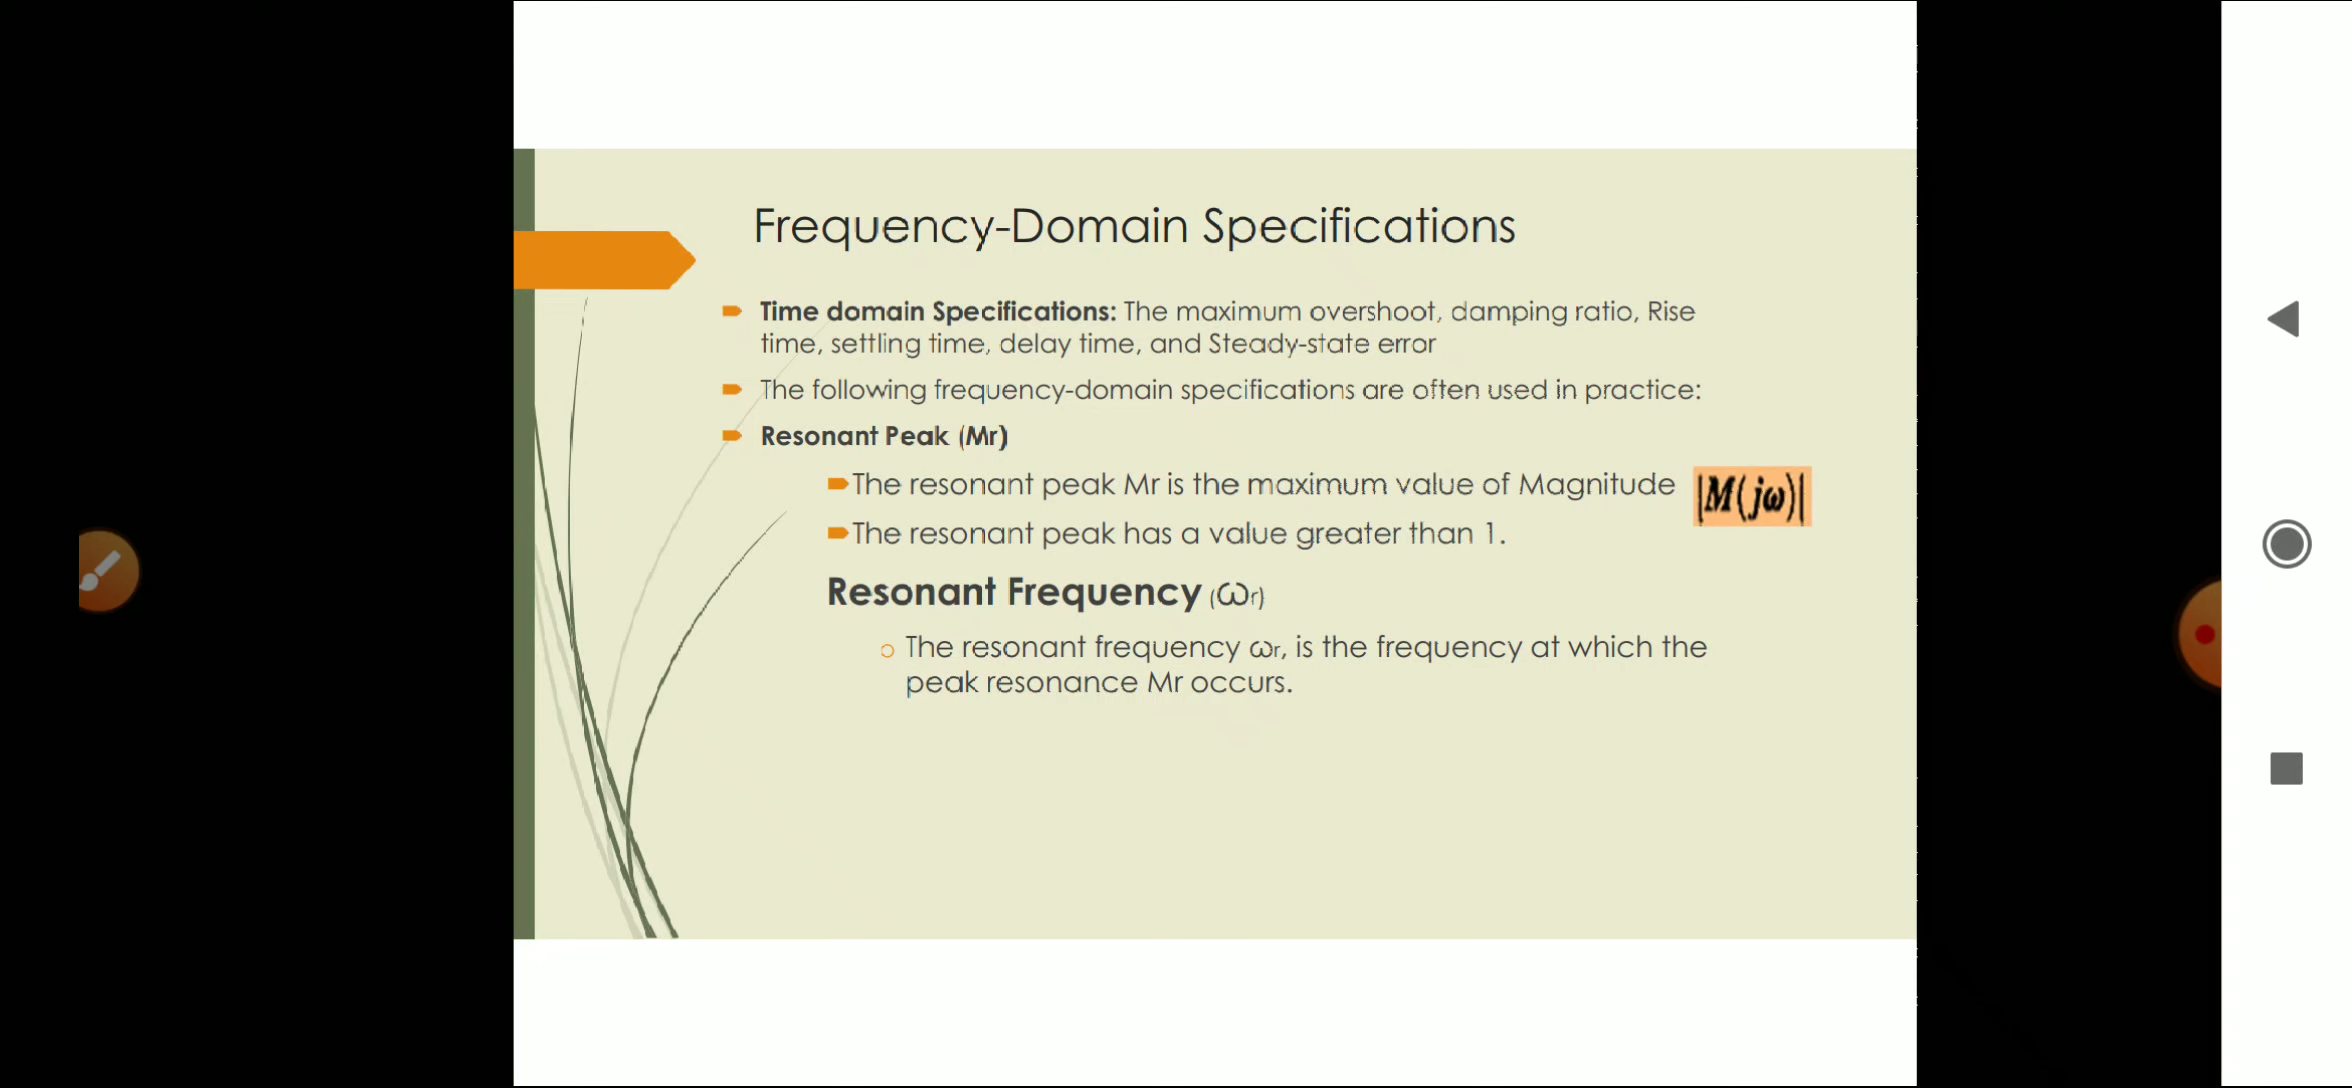 Frequency-Domain Specifications
Time domain Specifications: The maximum overshoot, damping ratio, Rise
time, settling time, delay time, and Steady-state error
The following frequency-domain specifications are often used in practice:
Resonant Peak (Mr)
The resonant peak Mr is the maximum value of Magnitude |M(jω)|
The resonant peak has a value greater than 1.
Resonant Frequency (ωr)
The resonant frequency ωr, is the frequency at which the
peak resonance Mr occurs.